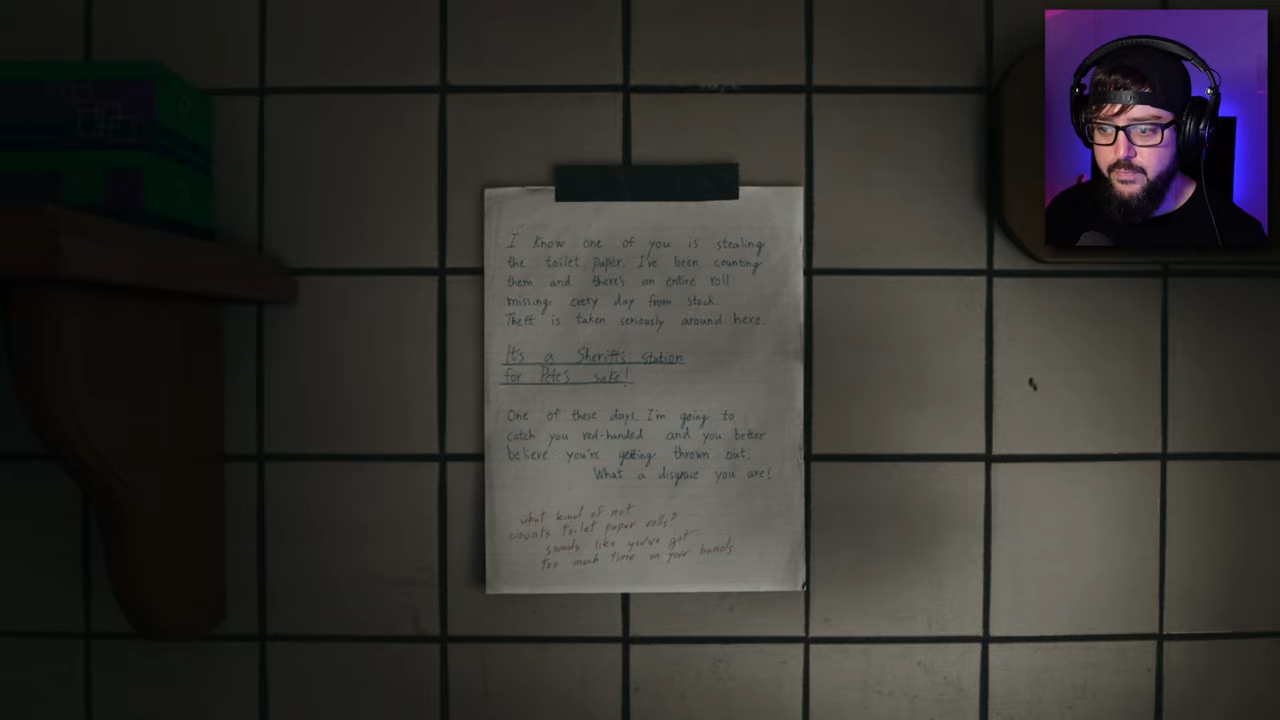 I know one of you is stealing
the toilet paper. I've been counting
them and there's an entire roll
missing every day from stock.
Theft is taken seriously around here.
It's a Sheriff's station
for Pete's sake!
One of these days. I'm going to
catch you red-handed and you better
believe you're getting thrown out.
What a disgrace you are!
what kind of nut
counts toilet paper rolls?
sounds like you've got
too much time on your hands